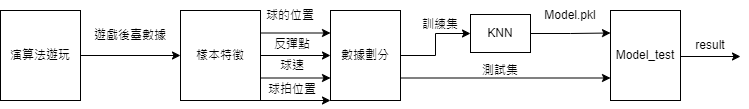 演算法遊玩
遊戲後臺數據
樣本特徵
球的位置
反彈點
球速
球拍位置
數據劃分
訓練集
測試集
KNN
Model.pkl
Model_test
result